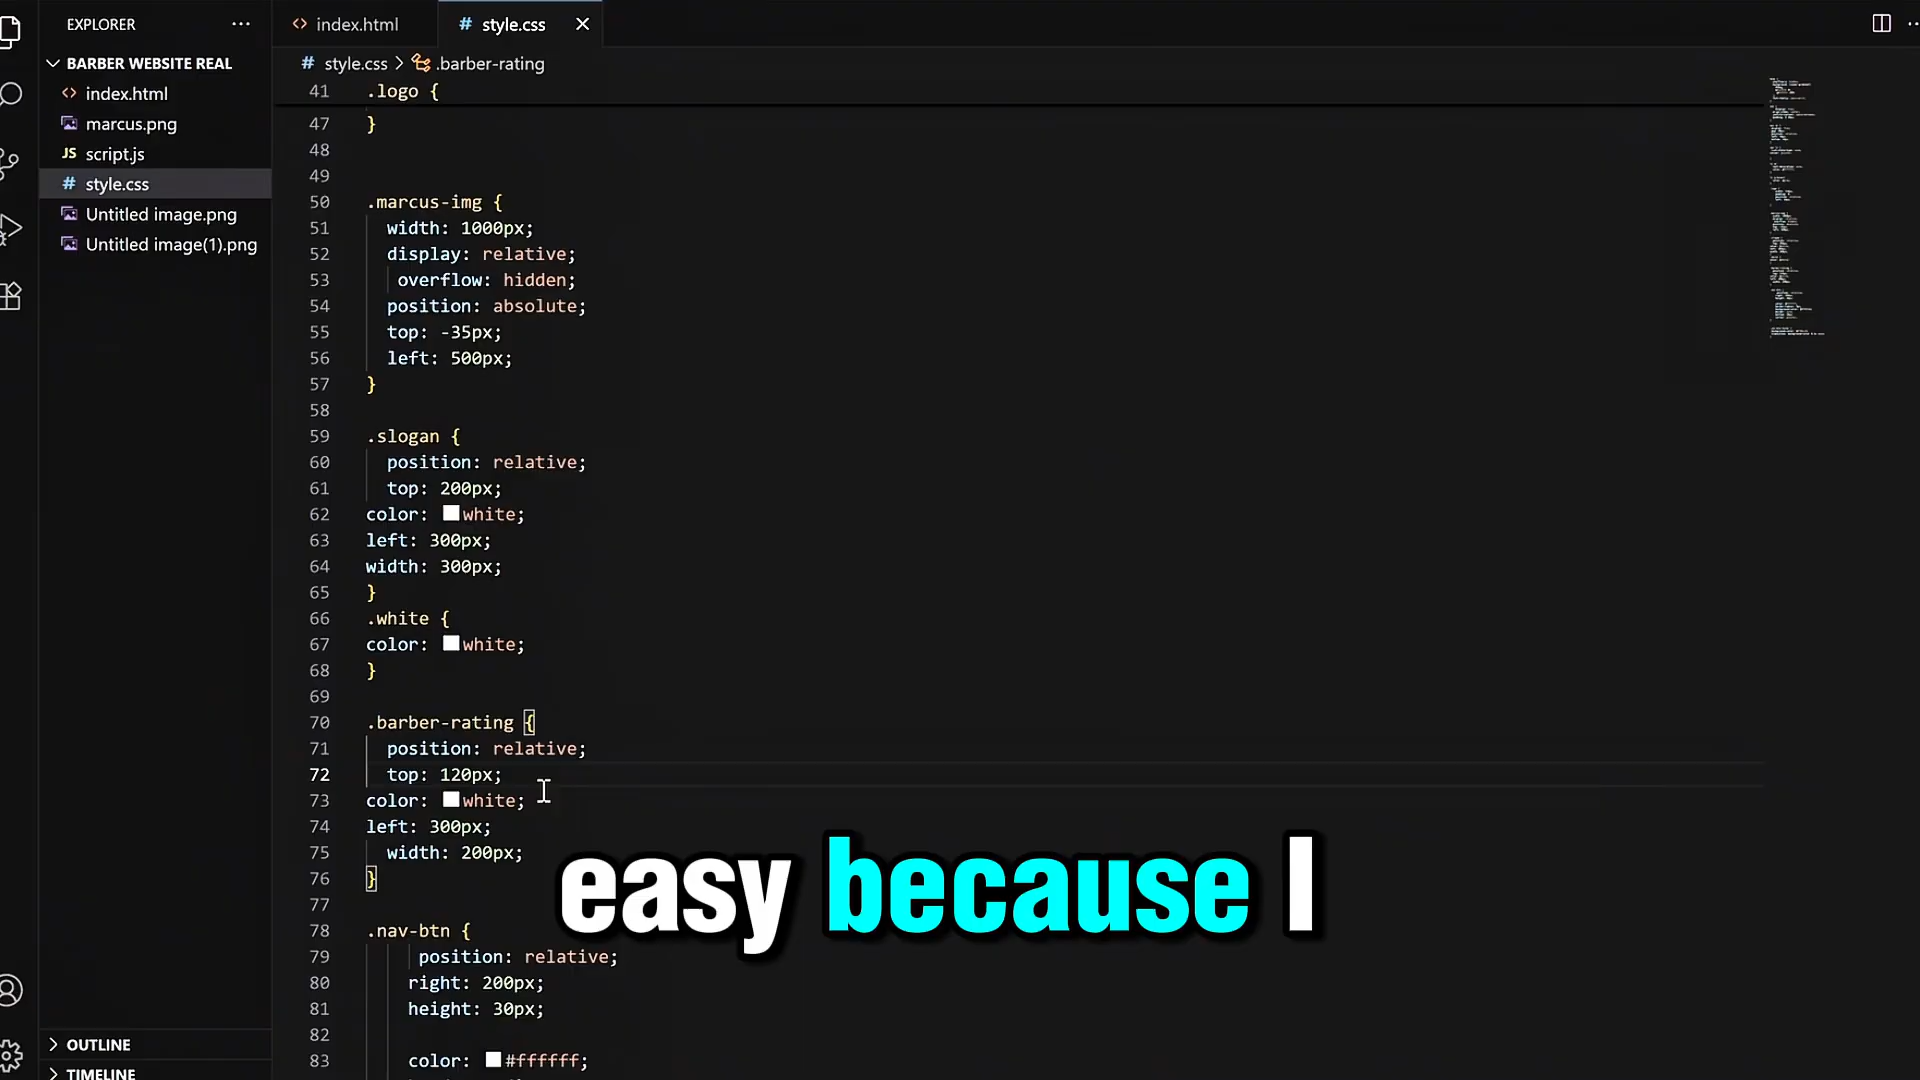 EXPLORER ···
BARBER WEBSITE REAL
<> index.html
marcus.png
JS script.js
# style.css
Untitled image.png
Untitled image(1).png
OUTLINE
TIMELINE
<> index.html
# style.css ×
# style.css > .barber-rating
41 .logo {
47 }
48
49
50 .marcus-img {
51 width: 1000px;
52 display: relative;
53 overflow: hidden;
54 position: absolute;
55 top: -35px;
56 left: 500px;
57 }
58
59 .slogan {
60 position: relative;
61 top: 200px;
62 color: white;
63 left: 300px;
64 width: 300px;
65 }
66 .white {
67 color: white;
68 }
69
70 .barber-rating {
71 position: relative;
72 top: 120px;
73 color: white;
74 left: 300px;
75 width: 200px;
76 }
77
78 .nav-btn {
79 position: relative;
80 right: 200px;
81 height: 30px;
82
83 color: #ffffff;
easy because I